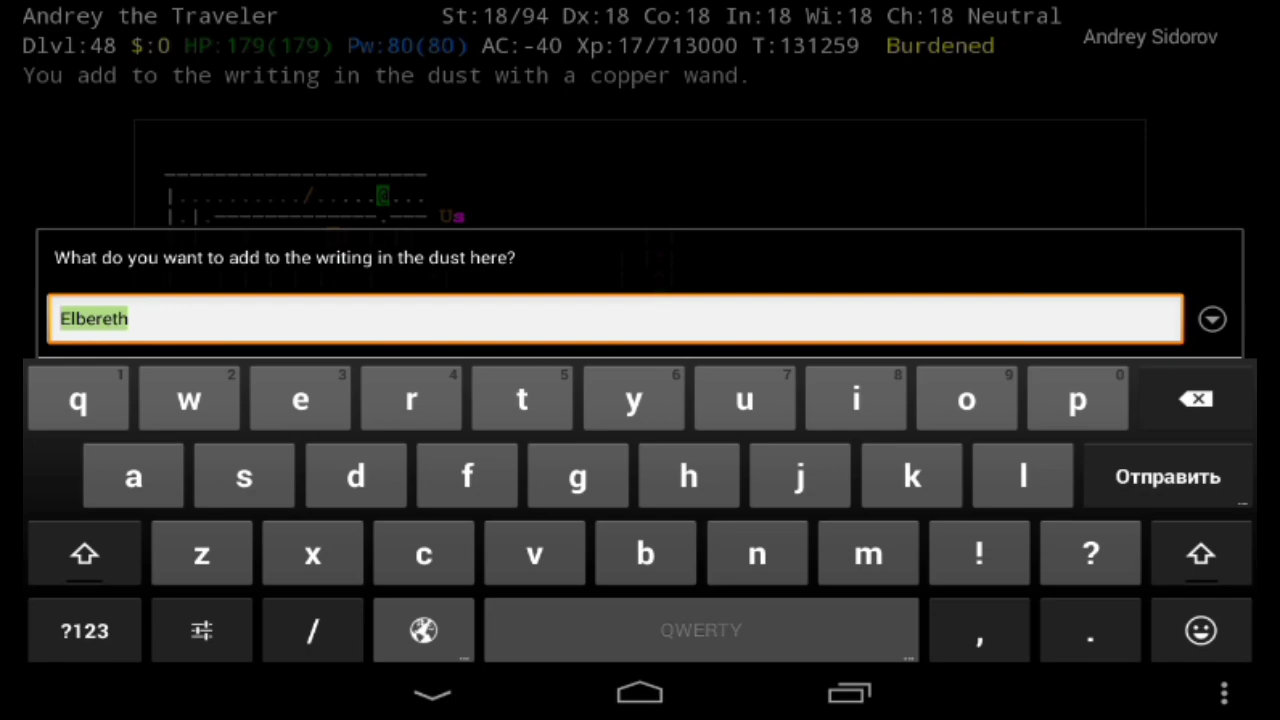 Andrey the Traveler St:18/94 Dx:18 Co:18 In:18 Wi:18 Ch:18 Neutral
Dlvl:48 $:0 HP:179(179) Pw:80(80) AC:-40 Xp:17/713000 T:131259 Burdened
Andrey Sidorov
You add to the writing in the dust with a copper wand.
What do you want to add to the writing in the dust here?
Elbereth
q 1 w 2 e 3 r 4 t 5 y 6 u 7 i 8 o 9 p 0
a s d f g h j k l Отправить ...
z x c v b n m ! ?
?123 / ... QWERTY ... , .